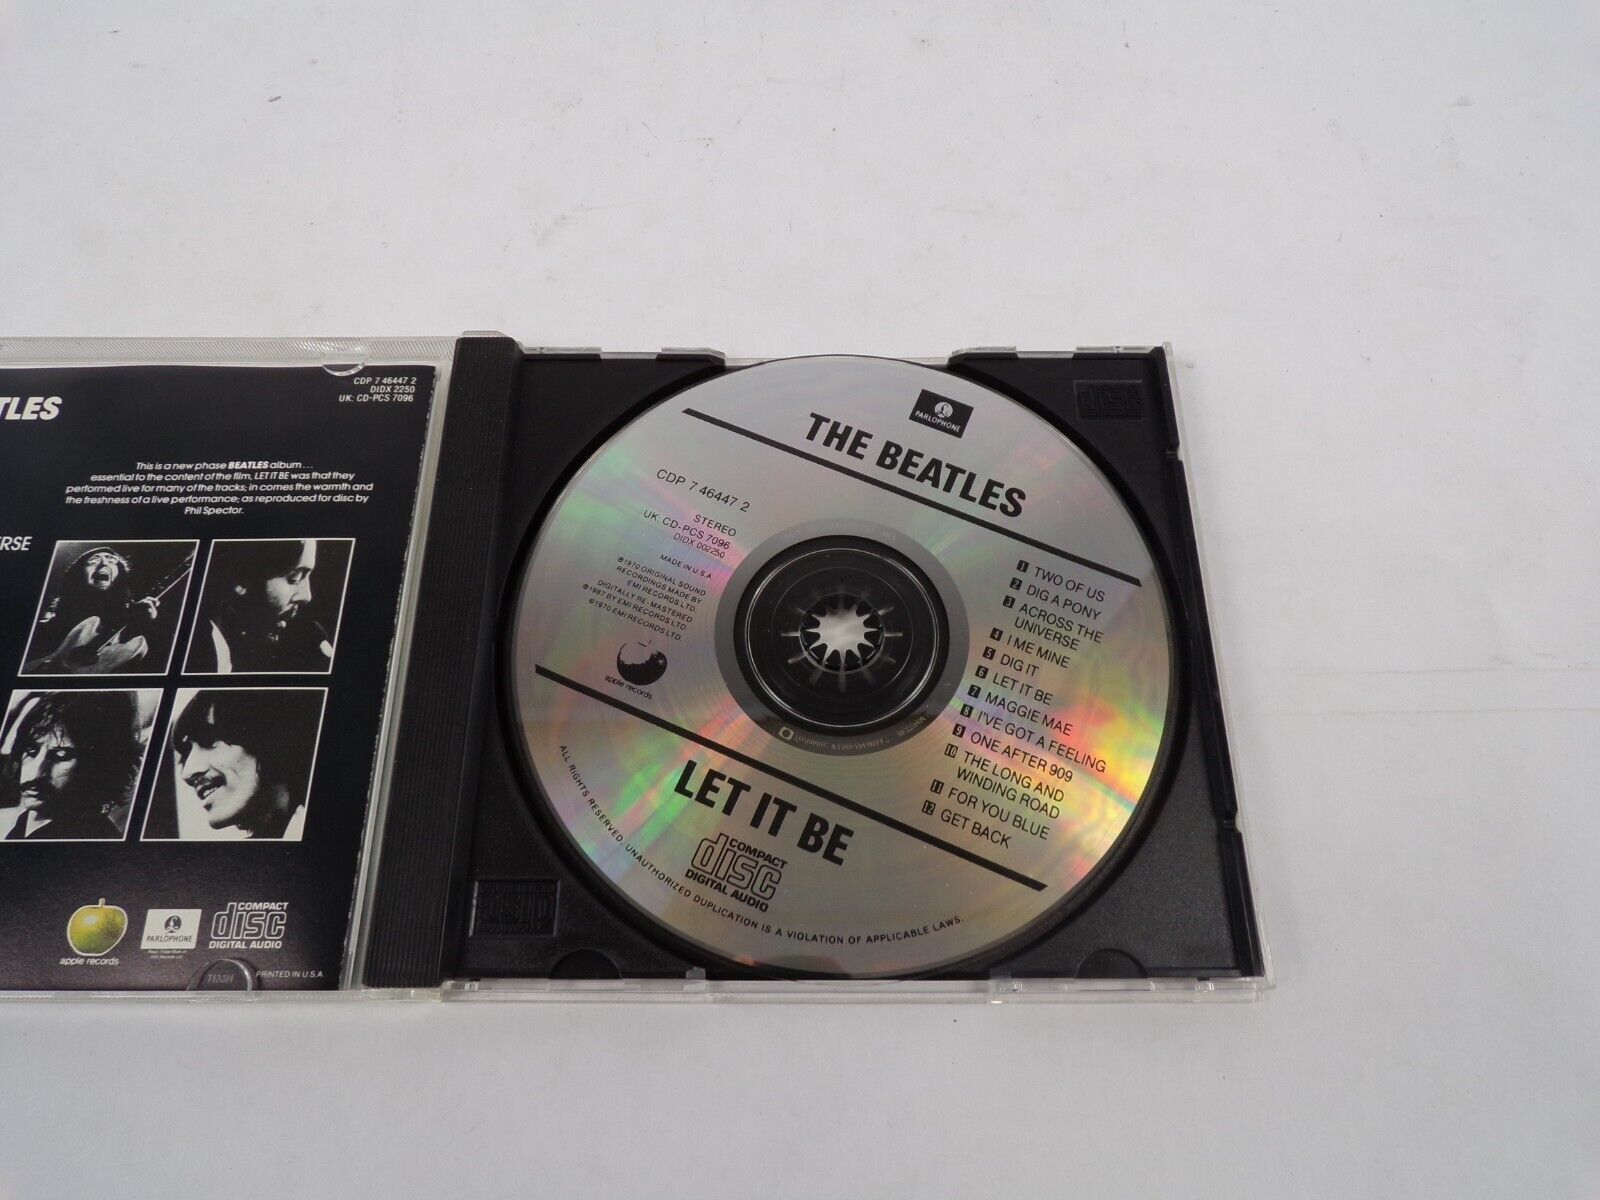 TLES
CDP 7 46447 2
DIDX 2250
UK: CD-PCS 7096
This is a new phase BEATLES album...
essential to the content of the film, LET IT BE was that they
performed live for many of the tracks; in comes the warmth and
the freshness of a live performance; as reproduced for disc by
Phil Spector.
ERSE
apple records
PARLOPHONE
COMPACT
disc
DIGITAL AUDIO
PRINTED IN U.S.A.
PARLOPHONE
THE BEATLES
CDP 7 46447 2
STEREO
UK: CD-PCS 7096
DIDX 002250
MADE IN U.S.A.
℗1970 ORIGINAL SOUND
RECORDINGS MADE BY
EMI RECORDS LTD.
DIGITALLY RE-MASTERED
℗1987 BY EMI RECORDS LTD.
©1970 EMI RECORDS LTD.
apple records
1 TWO OF US
2 DIG A PONY
3 ACROSS THE
UNIVERSE
4 I ME MINE
5 DIG IT
6 LET IT BE
7 MAGGIE MAE
8 I'VE GOT A FEELING
9 ONE AFTER 909
10 THE LONG AND
WINDING ROAD
11 FOR YOU BLUE
12 GET BACK
LET IT BE
COMPACT
disc
DIGITAL AUDIO
ALL RIGHTS RESERVED. UNAUTHORIZED DUPLICATION IS A VIOLATION OF APPLICABLE LAWS.